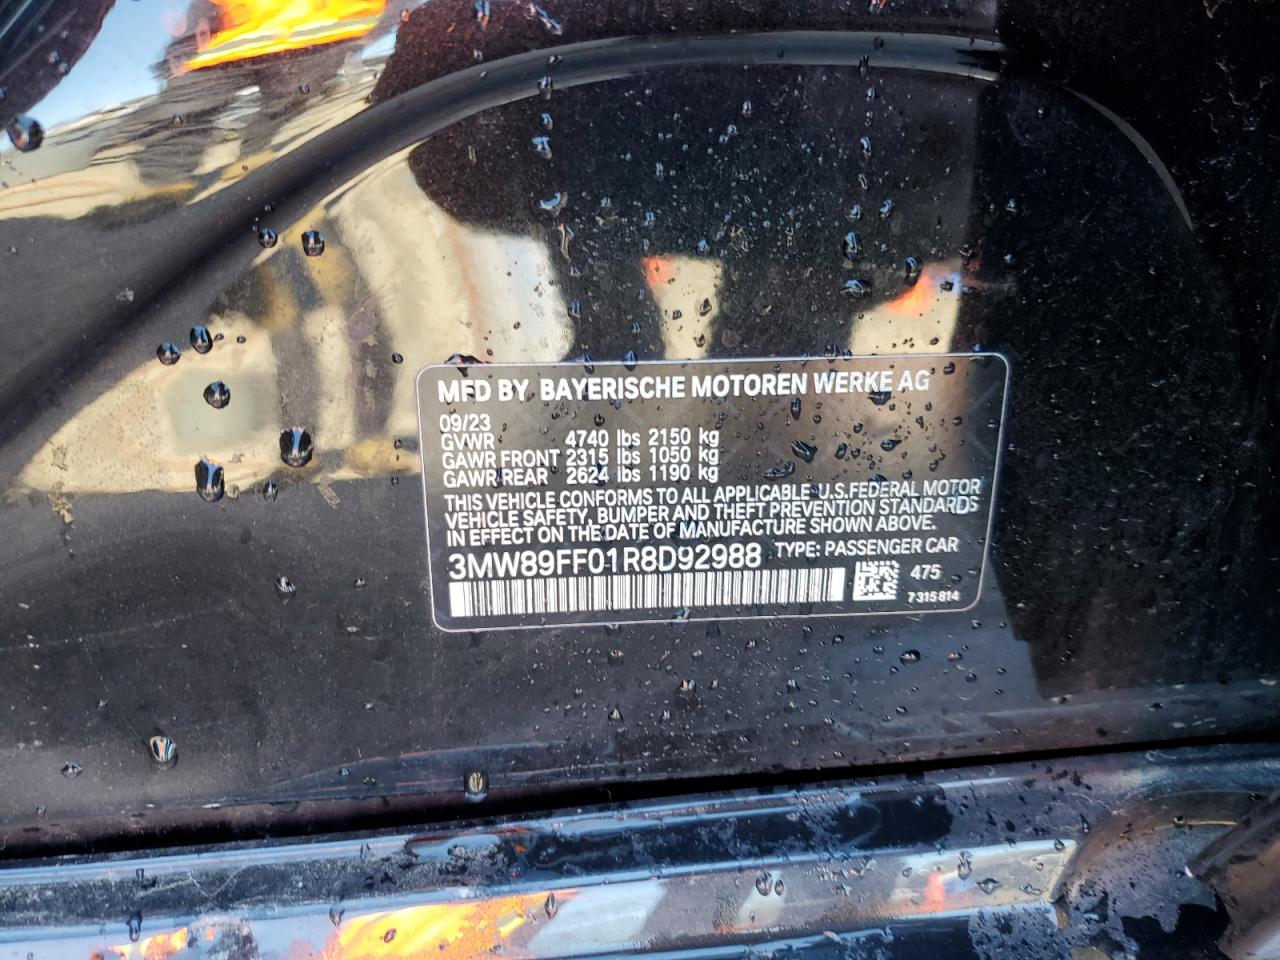 MFD BY BAYERISCHE MOTOREN WERKE AG
09/23
GVWR 4740 lbs 2150 kg
GAWR FRONT 2315 lbs 1050 kg
GAWR REAR 2624 lbs 1190 kg
THIS VEHICLE CONFORMS TO ALL APPLICABLE U.S.FEDERAL MOTOR
VEHICLE SAFETY, BUMPER AND THEFT PREVENTION STANDARDS
IN EFFECT ON THE DATE OF MANUFACTURE SHOWN ABOVE.
3MW89FF01R8D92988 TYPE: PASSENGER CAR
475
7315814